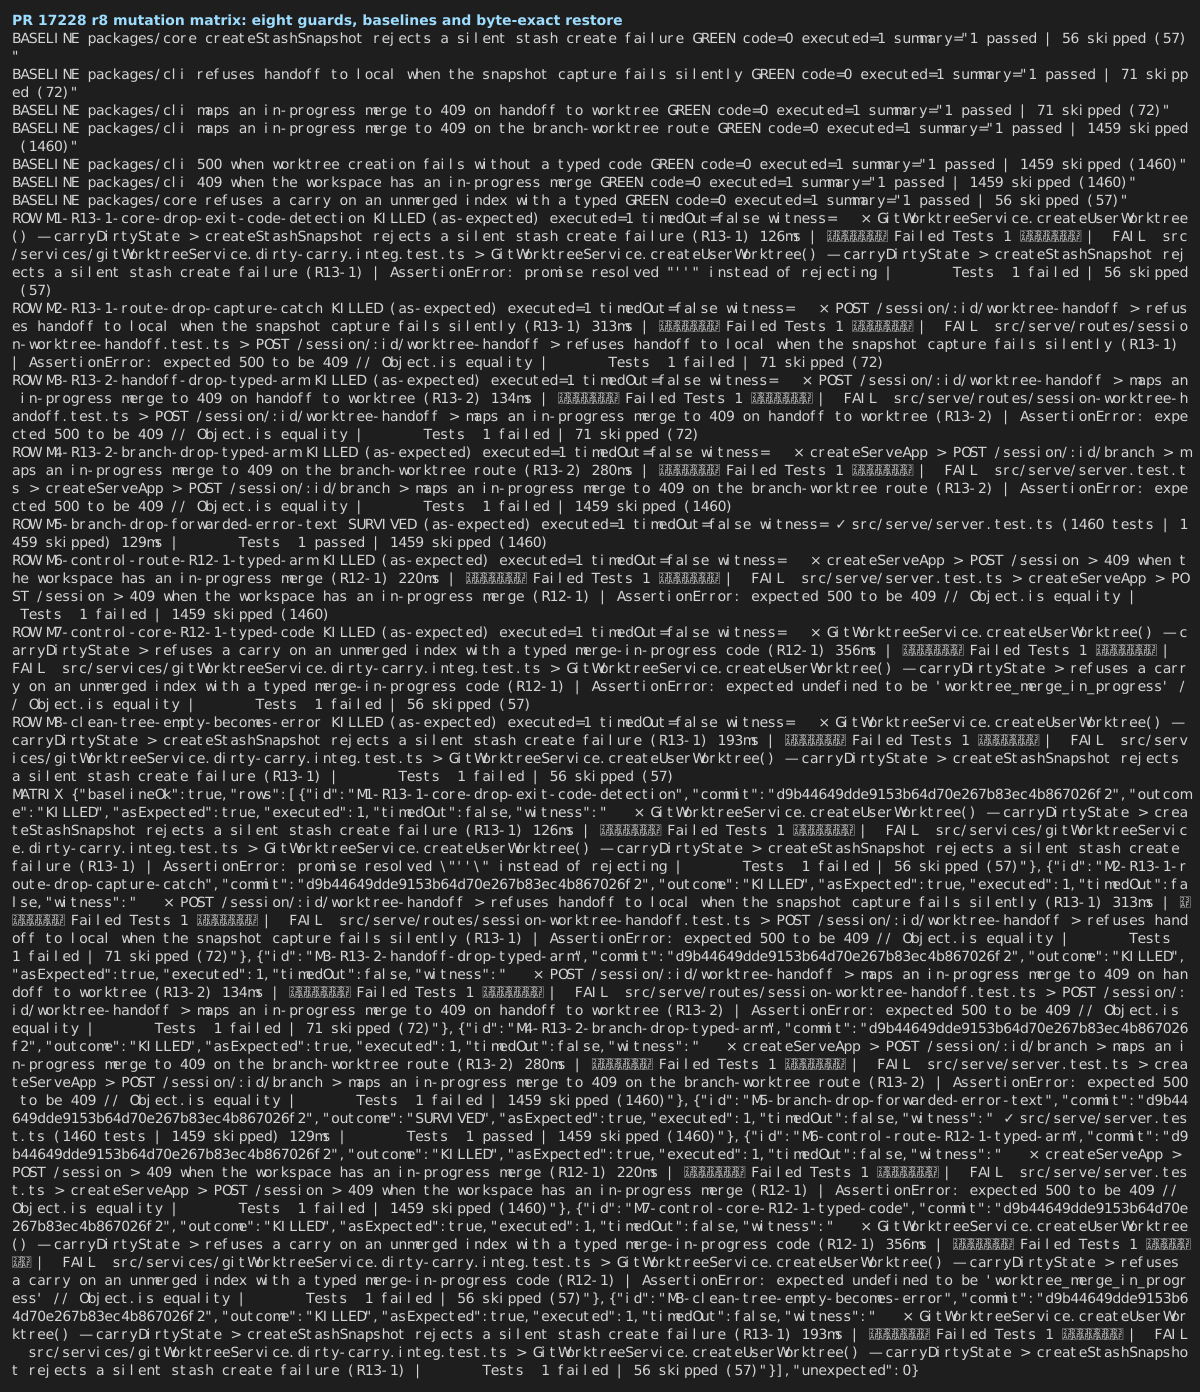 PR 17228 r8 mutation matrix: eight guards, baselines and byte-exact restore
BASELINE packages/core createStashSnapshot rejects a silent stash create failure GREEN code=0 executed=1 summary="1 passed | 56 skipped (57)
"
BASELINE packages/cli refuses handoff to local when the snapshot capture fails silently GREEN code=0 executed=1 summary="1 passed | 71 skipp
ed (72)"
BASELINE packages/cli maps an in-progress merge to 409 on handoff to worktree GREEN code=0 executed=1 summary="1 passed | 71 skipped (72)"
BASELINE packages/cli maps an in-progress merge to 409 on the branch-worktree route GREEN code=0 executed=1 summary="1 passed | 1459 skipped
(1460)"
BASELINE packages/cli 500 when worktree creation fails without a typed code GREEN code=0 executed=1 summary="1 passed | 1459 skipped (1460)"
BASELINE packages/cli 409 when the workspace has an in-progress merge GREEN code=0 executed=1 summary="1 passed | 1459 skipped (1460)"
BASELINE packages/core refuses a carry on an unmerged index with a typed GREEN code=0 executed=1 summary="1 passed | 56 skipped (57)"
ROW M1-R13-1-core-drop-exit-code-detection KILLED (as-expected) executed=1 timedOut=false witness= × GitWorktreeService.createUserWorktree
() — carryDirtyState > createStashSnapshot rejects a silent stash create failure (R13-1) 126ms | Failed Tests 1 | FAIL src
/services/gitWorktreeService.dirty-carry.integ.test.ts > GitWorktreeService.createUserWorktree() — carryDirtyState > createStashSnapshot rej
ects a silent stash create failure (R13-1) | AssertionError: promise resolved "''" instead of rejecting | Tests 1 failed | 56 skipped
(57)
ROW M2-R13-1-route-drop-capture-catch KILLED (as-expected) executed=1 timedOut=false witness= × POST /session/:id/worktree-handoff > refus
es handoff to local when the snapshot capture fails silently (R13-1) 313ms | Failed Tests 1 | FAIL src/serve/routes/sessio
n-worktree-handoff.test.ts > POST /session/:id/worktree-handoff > refuses handoff to local when the snapshot capture fails silently (R13-1)
| AssertionError: expected 500 to be 409 // Object.is equality | Tests 1 failed | 71 skipped (72)
ROW M3-R13-2-handoff-drop-typed-arm KILLED (as-expected) executed=1 timedOut=false witness= × POST /session/:id/worktree-handoff > maps an
in-progress merge to 409 on handoff to worktree (R13-2) 134ms | Failed Tests 1 | FAIL src/serve/routes/session-worktree-h
andoff.test.ts > POST /session/:id/worktree-handoff > maps an in-progress merge to 409 on handoff to worktree (R13-2) | AssertionError: expe
cted 500 to be 409 // Object.is equality | Tests 1 failed | 71 skipped (72)
ROW M4-R13-2-branch-drop-typed-arm KILLED (as-expected) executed=1 timedOut=false witness= × createServeApp > POST /session/:id/branch > m
aps an in-progress merge to 409 on the branch-worktree route (R13-2) 280ms | Failed Tests 1 | FAIL src/serve/server.test.t
s > createServeApp > POST /session/:id/branch > maps an in-progress merge to 409 on the branch-worktree route (R13-2) | AssertionError: expe
cted 500 to be 409 // Object.is equality | Tests 1 failed | 1459 skipped (1460)
ROW M5-branch-drop-forwarded-error-text SURVIVED (as-expected) executed=1 timedOut=false witness= ✓ src/serve/server.test.ts (1460 tests | 1
459 skipped) 129ms | Tests 1 passed | 1459 skipped (1460)
ROW M6-control-route-R12-1-typed-arm KILLED (as-expected) executed=1 timedOut=false witness= × createServeApp > POST /session > 409 when t
he workspace has an in-progress merge (R12-1) 220ms | Failed Tests 1 | FAIL src/serve/server.test.ts > createServeApp > PO
ST /session > 409 when the workspace has an in-progress merge (R12-1) | AssertionError: expected 500 to be 409 // Object.is equality |
Tests 1 failed | 1459 skipped (1460)
ROW M7-control-core-R12-1-typed-code KILLED (as-expected) executed=1 timedOut=false witness= × GitWorktreeService.createUserWorktree() — c
arryDirtyState > refuses a carry on an unmerged index with a typed merge-in-progress code (R12-1) 356ms | Failed Tests 1 |
FAIL src/services/gitWorktreeService.dirty-carry.integ.test.ts > GitWorktreeService.createUserWorktree() — carryDirtyState > refuses a carr
y on an unmerged index with a typed merge-in-progress code (R12-1) | AssertionError: expected undefined to be 'worktree_merge_in_progress' /
/ Object.is equality | Tests 1 failed | 56 skipped (57)
ROW M8-clean-tree-empty-becomes-error KILLED (as-expected) executed=1 timedOut=false witness= × GitWorktreeService.createUserWorktree() —
carryDirtyState > createStashSnapshot rejects a silent stash create failure (R13-1) 193ms | Failed Tests 1 | FAIL src/serv
ices/gitWorktreeService.dirty-carry.integ.test.ts > GitWorktreeService.createUserWorktree() — carryDirtyState > createStashSnapshot rejects
a silent stash create failure (R13-1) | Tests 1 failed | 56 skipped (57)
MATRIX {"baselineOk":true,"rows":[{"id":"M1-R13-1-core-drop-exit-code-detection","commit":"d9b44649dde9153b64d70e267b83ec4b867026f2","outcom
e":"KILLED","asExpected":true,"executed":1,"timedOut":false,"witness":" × GitWorktreeService.createUserWorktree() — carryDirtyState > crea
teStashSnapshot rejects a silent stash create failure (R13-1) 126ms | Failed Tests 1 | FAIL src/services/gitWorktreeServic
e.dirty-carry.integ.test.ts > GitWorktreeService.createUserWorktree() — carryDirtyState > createStashSnapshot rejects a silent stash create
failure (R13-1) | AssertionError: promise resolved \"''\" instead of rejecting | Tests 1 failed | 56 skipped (57)"},{"id":"M2-R13-1-r
oute-drop-capture-catch","commit":"d9b44649dde9153b64d70e267b83ec4b867026f2","outcome":"KILLED","asExpected":true,"executed":1,"timedOut":fa
lse,"witness":" × POST /session/:id/worktree-handoff > refuses handoff to local when the snapshot capture fails silently (R13-1) 313ms |
Failed Tests 1 | FAIL src/serve/routes/session-worktree-handoff.test.ts > POST /session/:id/worktree-handoff > refuses hand
off to local when the snapshot capture fails silently (R13-1) | AssertionError: expected 500 to be 409 // Object.is equality | Tests
1 failed | 71 skipped (72)"},{"id":"M3-R13-2-handoff-drop-typed-arm","commit":"d9b44649dde9153b64d70e267b83ec4b867026f2","outcome":"KILLED",
"asExpected":true,"executed":1,"timedOut":false,"witness":" × POST /session/:id/worktree-handoff > maps an in-progress merge to 409 on han
doff to worktree (R13-2) 134ms | Failed Tests 1 | FAIL src/serve/routes/session-worktree-handoff.test.ts > POST /session/:
id/worktree-handoff > maps an in-progress merge to 409 on handoff to worktree (R13-2) | AssertionError: expected 500 to be 409 // Object.is
equality | Tests 1 failed | 71 skipped (72)"},{"id":"M4-R13-2-branch-drop-typed-arm","commit":"d9b44649dde9153b64d70e267b83ec4b867026
f2","outcome":"KILLED","asExpected":true,"executed":1,"timedOut":false,"witness":" × createServeApp > POST /session/:id/branch > maps an i
n-progress merge to 409 on the branch-worktree route (R13-2) 280ms | Failed Tests 1 | FAIL src/serve/server.test.ts > crea
teServeApp > POST /session/:id/branch > maps an in-progress merge to 409 on the branch-worktree route (R13-2) | AssertionError: expected 500
to be 409 // Object.is equality | Tests 1 failed | 1459 skipped (1460)"},{"id":"M5-branch-drop-forwarded-error-text","commit":"d9b44
649dde9153b64d70e267b83ec4b867026f2","outcome":"SURVIVED","asExpected":true,"executed":1,"timedOut":false,"witness":" ✓ src/serve/server.tes
t.ts (1460 tests | 1459 skipped) 129ms | Tests 1 passed | 1459 skipped (1460)"},{"id":"M6-control-route-R12-1-typed-arm","commit":"d9
b44649dde9153b64d70e267b83ec4b867026f2","outcome":"KILLED","asExpected":true,"executed":1,"timedOut":false,"witness":" × createServeApp >
POST /session > 409 when the workspace has an in-progress merge (R12-1) 220ms | Failed Tests 1 | FAIL src/serve/server.tes
t.ts > createServeApp > POST /session > 409 when the workspace has an in-progress merge (R12-1) | AssertionError: expected 500 to be 409 //
Object.is equality | Tests 1 failed | 1459 skipped (1460)"},{"id":"M7-control-core-R12-1-typed-code","commit":"d9b44649dde9153b64d70e
267b83ec4b867026f2","outcome":"KILLED","asExpected":true,"executed":1,"timedOut":false,"witness":" × GitWorktreeService.createUserWorktree
() — carryDirtyState > refuses a carry on an unmerged index with a typed merge-in-progress code (R12-1) 356ms | Failed Tests 1
| FAIL src/services/gitWorktreeService.dirty-carry.integ.test.ts > GitWorktreeService.createUserWorktree() — carryDirtyState > refuses
a carry on an unmerged index with a typed merge-in-progress code (R12-1) | AssertionError: expected undefined to be 'worktree_merge_in_progr
ess' // Object.is equality | Tests 1 failed | 56 skipped (57)"},{"id":"M8-clean-tree-empty-becomes-error","commit":"d9b44649dde9153b6
4d70e267b83ec4b867026f2","outcome":"KILLED","asExpected":true,"executed":1,"timedOut":false,"witness":" × GitWorktreeService.createUserWor
ktree() — carryDirtyState > createStashSnapshot rejects a silent stash create failure (R13-1) 193ms | Failed Tests 1 | FAIL
src/services/gitWorktreeService.dirty-carry.integ.test.ts > GitWorktreeService.createUserWorktree() — carryDirtyState > createStashSnapsho
t rejects a silent stash create failure (R13-1) | Tests 1 failed | 56 skipped (57)"}],"unexpected":0}